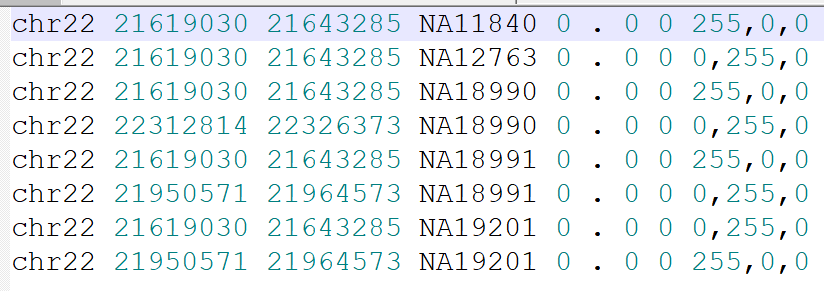 chr22 21619030 21643285 NA11840 0 . 0 0 255,0,0
chr22 21619030 21643285 NA12763 0 . 0 0 0,255,0
chr22 21619030 21643285 NA18990 0 . 0 0 255,0,0
chr22 22312814 22326373 NA18990 0 . 0 0 0,255,0
chr22 21619030 21643285 NA18991 0 . 0 0 255,0,0
chr22 21950571 21964573 NA18991 0 . 0 0 0,255,0
chr22 21619030 21643285 NA19201 0 . 0 0 0,255,0
chr22 21950571 21964573 NA19201 0 . 0 0 255,0,0